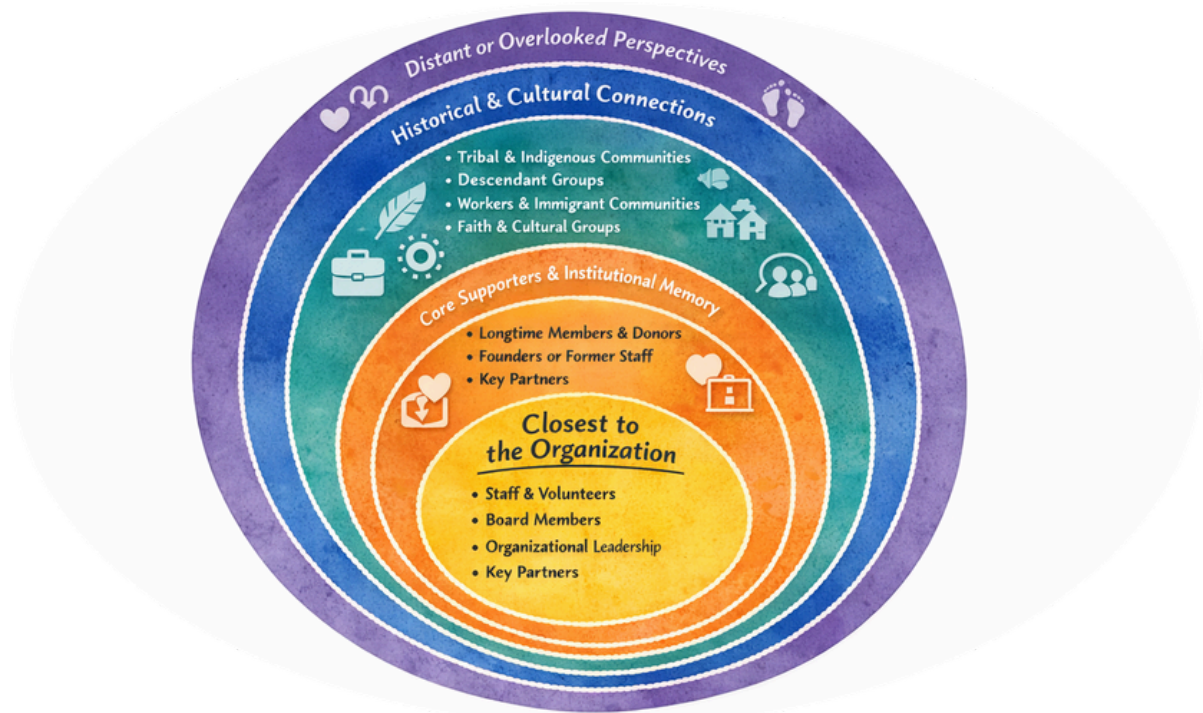 Distant or Overlooked Perspectives
Historical & Cultural Connections
• Tribal & Indigenous Communities
• Descendant Groups
• Workers & Immigrant Communities
• Faith & Cultural Groups
Core Supporters & Institutional Memory
• Longtime Members & Donors
• Founders or Former Staff
• Key Partners
Closest to
the Organization
• Staff & Volunteers
• Board Members
• Organizational Leadership
• Key Partners